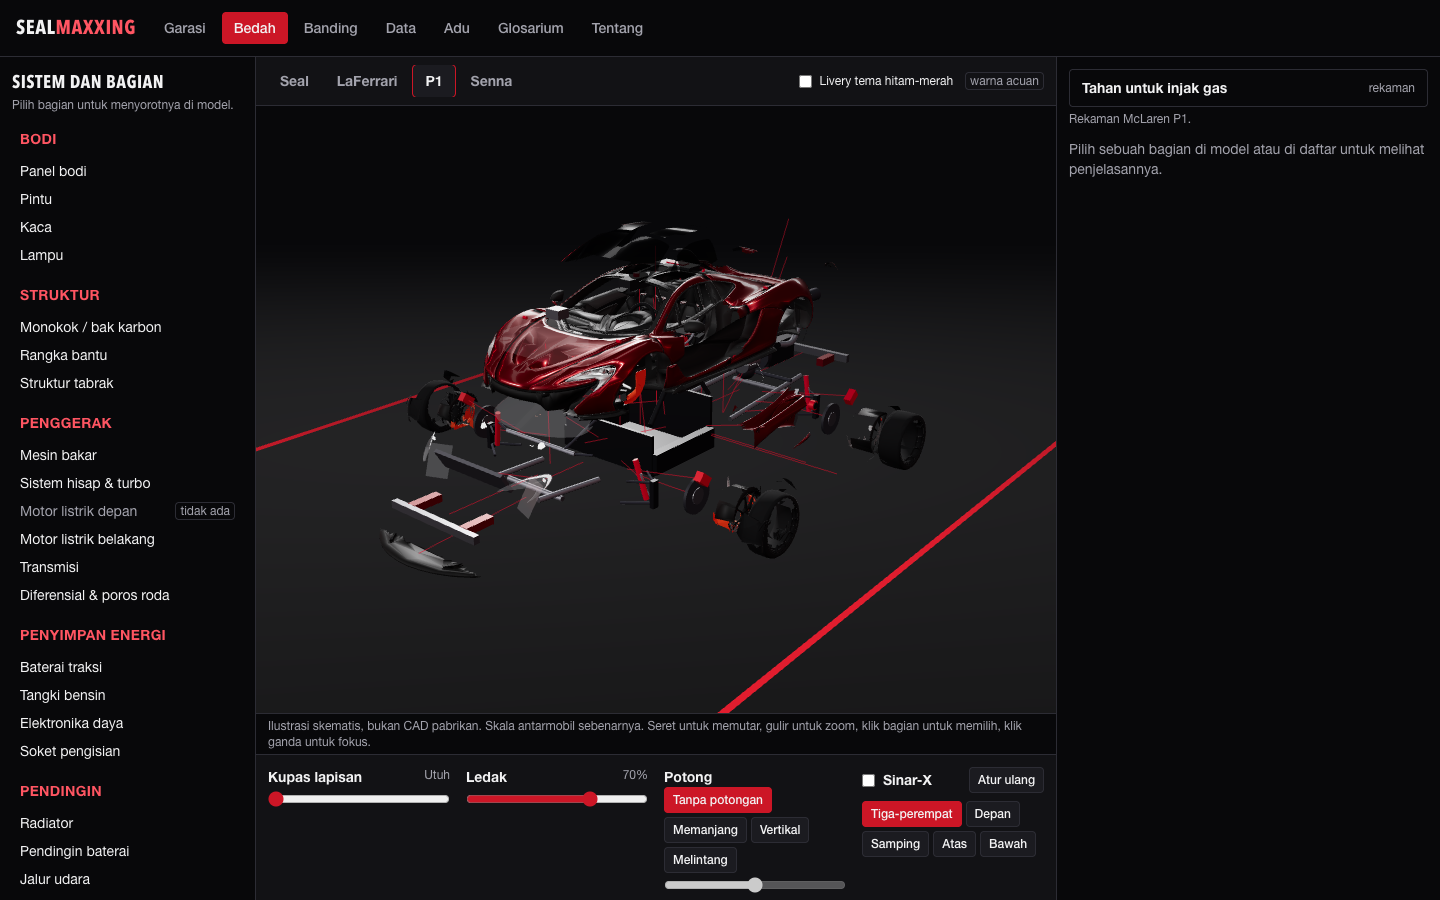 SEALMAXXING Garasi Bedah Banding Data Adu Glosarium Tentang
SISTEM DAN BAGIAN
Pilih bagian untuk menyorotnya di model.
BODI
Panel bodi
Pintu
Kaca
Lampu
STRUKTUR
Monokok / bak karbon
Rangka bantu
Struktur tabrak
PENGGERAK
Mesin bakar
Sistem hisap & turbo
Motor listrik depan tidak ada
Motor listrik belakang
Transmisi
Diferensial & poros roda
PENYIMPAN ENERGI
Baterai traksi
Tangki bensin
Elektronika daya
Soket pengisian
PENDINGIN
Radiator
Pendingin baterai
Jalur udara
Seal LaFerrari P1 Senna Livery tema hitam-merah warna acuan
Ilustrasi skematis, bukan CAD pabrikan. Skala antarmobil sebenarnya. Seret untuk memutar, gulir untuk zoom, klik bagian untuk memilih, klik
ganda untuk fokus.
Kupas lapisan Utuh
Ledak 70%
Potong
Tanpa potongan
Memanjang Vertikal
Melintang
Sinar-X Atur ulang
Tiga-perempat Depan
Samping Atas Bawah
Tahan untuk injak gas rekaman
Rekaman McLaren P1.
Pilih sebuah bagian di model atau di daftar untuk melihat
penjelasannya.